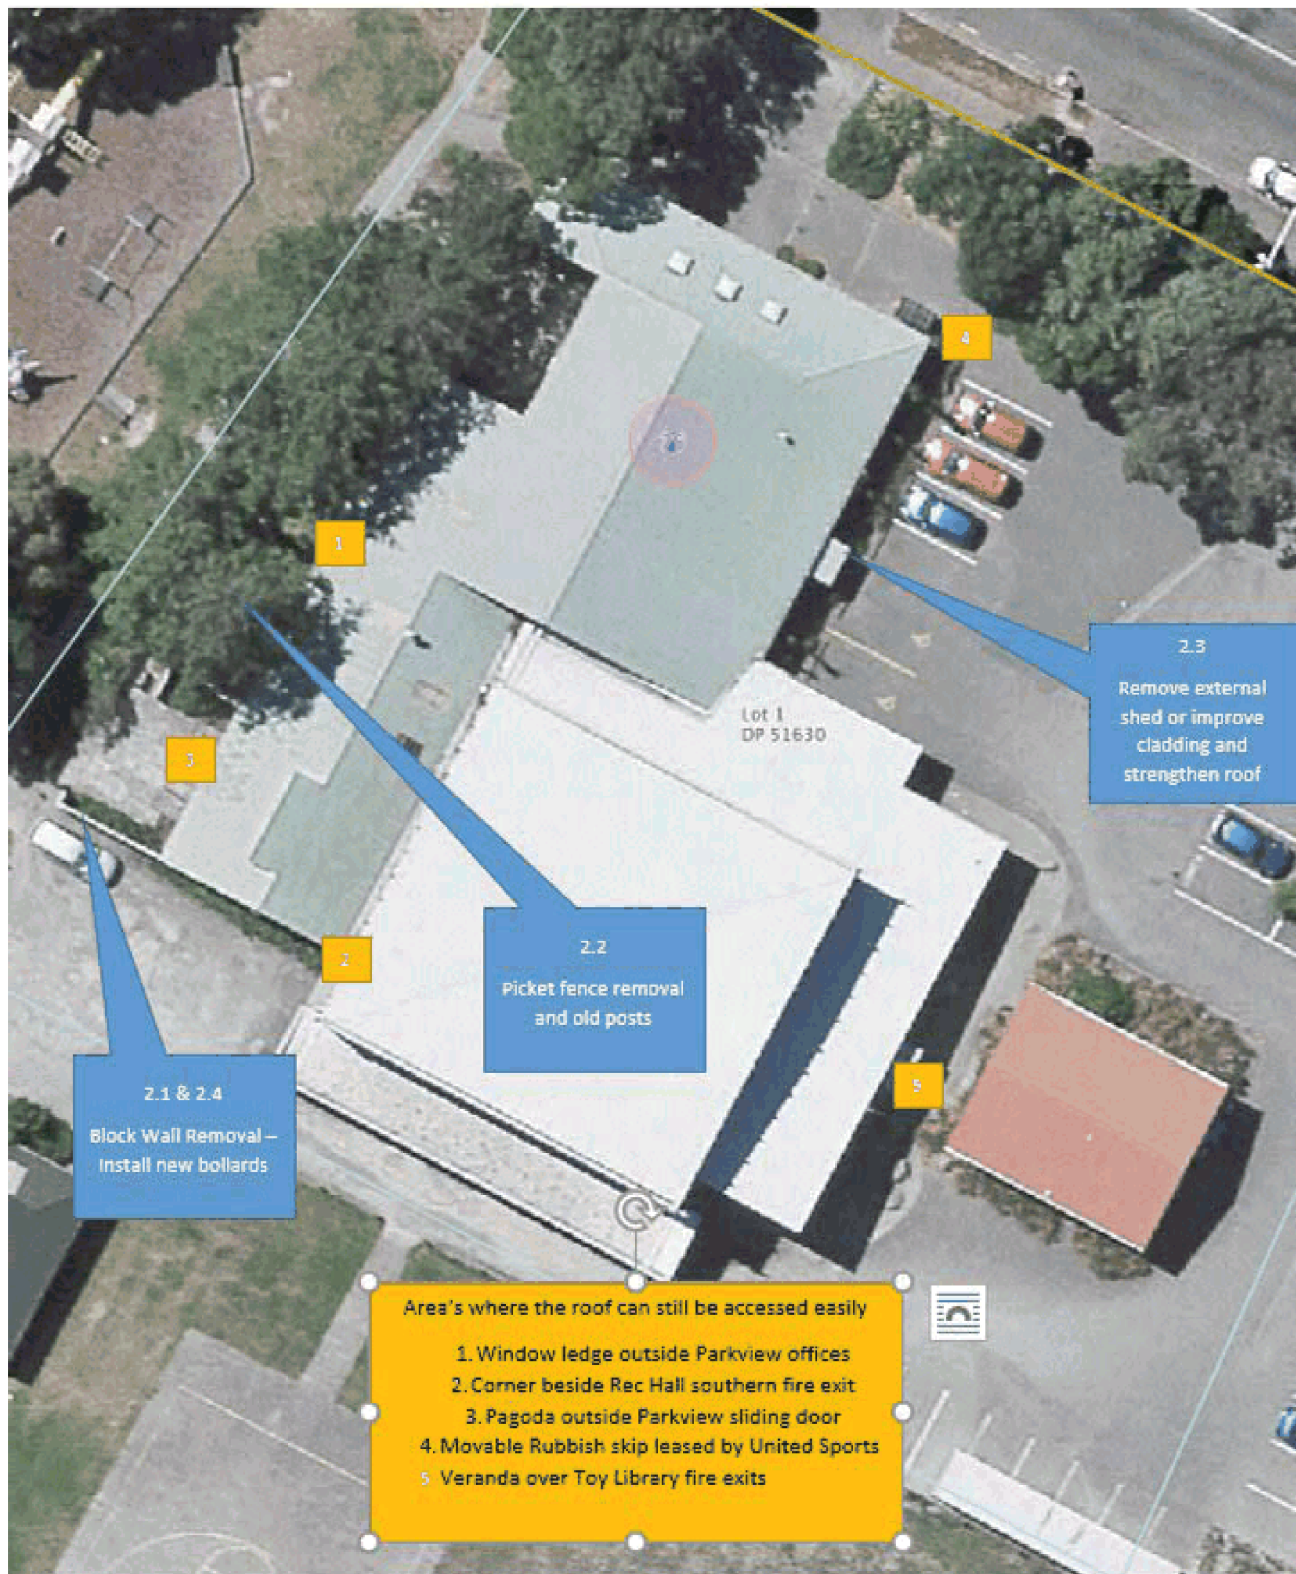 4
1
2.3
Remove external
shed or improve
cladding and
strengthen roof
Lot 1
DP 51630
3
2.2
Picket fence removal
and old posts
2
2.1 & 2.4
Block Wall Removal –
Install new bollards
5
Area's where the roof can still be accessed easily
1. Window ledge outside Parkview offices
2. Corner beside Rec Hall southern fire exit
3. Pagoda outside Parkview sliding door
4. Movable Rubbish skip leased by United Sports
5 Veranda over Toy Library fire exits